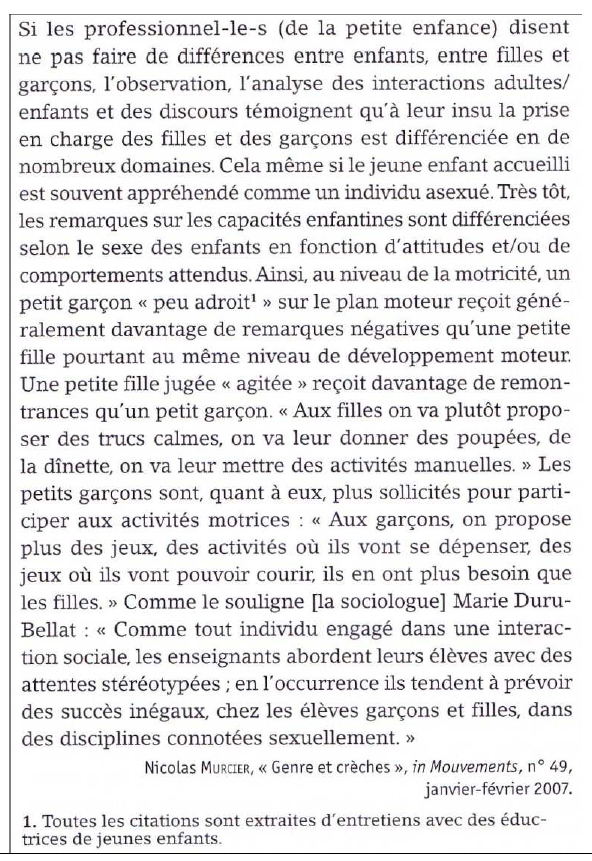 Si les professionnel-le-s (de la petite enfance) disent
ne pas faire de différences entre enfants, entre filles et
garçons, l'observation, l'analyse des interactions adultes/
enfants et des discours témoignent qu'à leur insu la prise
en charge des filles et des garçons est différenciée en de
nombreux domaines. Cela même si le jeune enfant accueilli
est souvent appréhendé comme un individu asexué. Très tôt,
les remarques sur les capacités enfantines sont différenciées
selon le sexe des enfants en fonction d'attitudes et/ou de
comportements attendus. Ainsi, au niveau de la motricité, un
petit garçon « peu adroit¹ » sur le plan moteur reçoit géné-
ralement davantage de remarques négatives qu'une petite
fille pourtant au même niveau de développement moteur.
Une petite fille jugée « agitée » reçoit davantage de remon-
trances qu'un petit garçon. « Aux filles on va plutôt propo-
ser des trucs calmes, on va leur donner des poupées, de
la dînette, on va leur mettre des activités manuelles. » Les
petits garçons sont, quant à eux, plus sollicités pour parti-
ciper aux activités motrices : « Aux garçons, on propose
plus des jeux, des activités où ils vont se dépenser, des
jeux où ils vont pouvoir courir, ils en ont plus besoin que
les filles. » Comme le souligne [la sociologue] Marie Duru-
Bellat : « Comme tout individu engagé dans une interac-
tion sociale, les enseignants abordent leurs élèves avec des
attentes stéréotypées ; en l'occurrence ils tendent à prévoir
des succès inégaux, chez les élèves garçons et filles, dans
des disciplines connotées sexuellement. »
Nicolas MURCIER, « Genre et crèches », in Mouvements, n° 49,
janvier-février 2007.
1. Toutes les citations sont extraites d'entretiens avec des éduc-
trices de jeunes enfants.